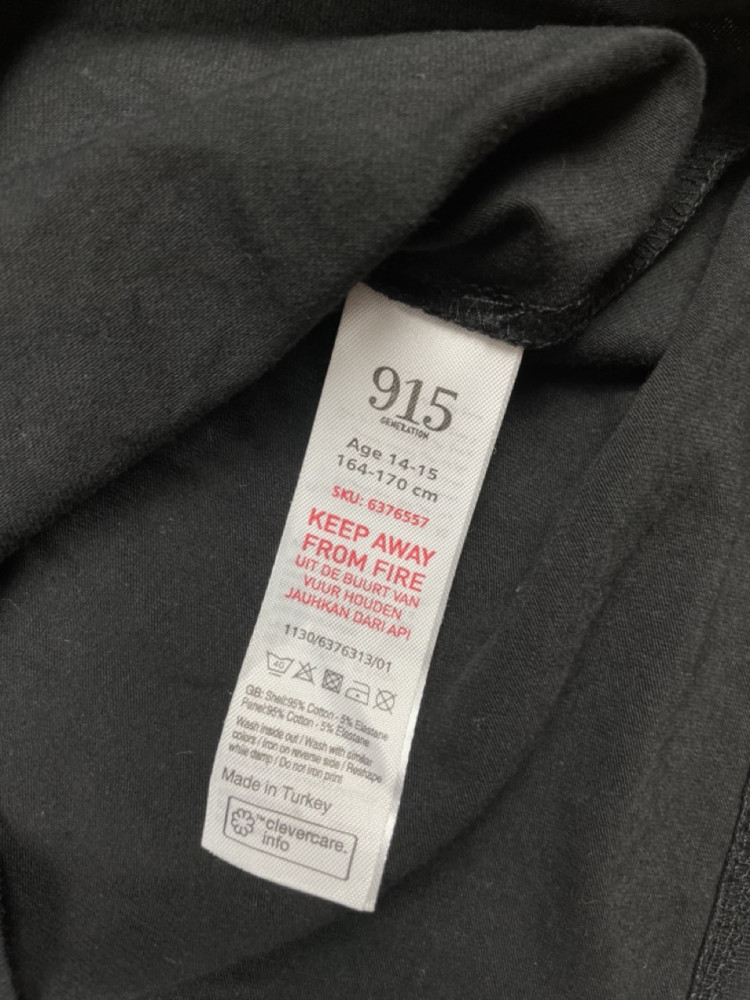 915
GENERATION
Age 14-15
164-170 cm
SKU: 6376557
KEEP AWAY
FROM FIRE
UIT DE BUURT VAN
VUUR HOUDEN
JAUHKAN DARI API
1130/6376313/01
40
GB: Shell:95% Cotton - 5% Elastane
Panel:95% Cotton - 5% Elastane
Wash inside out / Wash with similar
colors / Iron on reverse side / Reshape
while damp / Do not iron print
Made in Turkey
™clevercare.
info